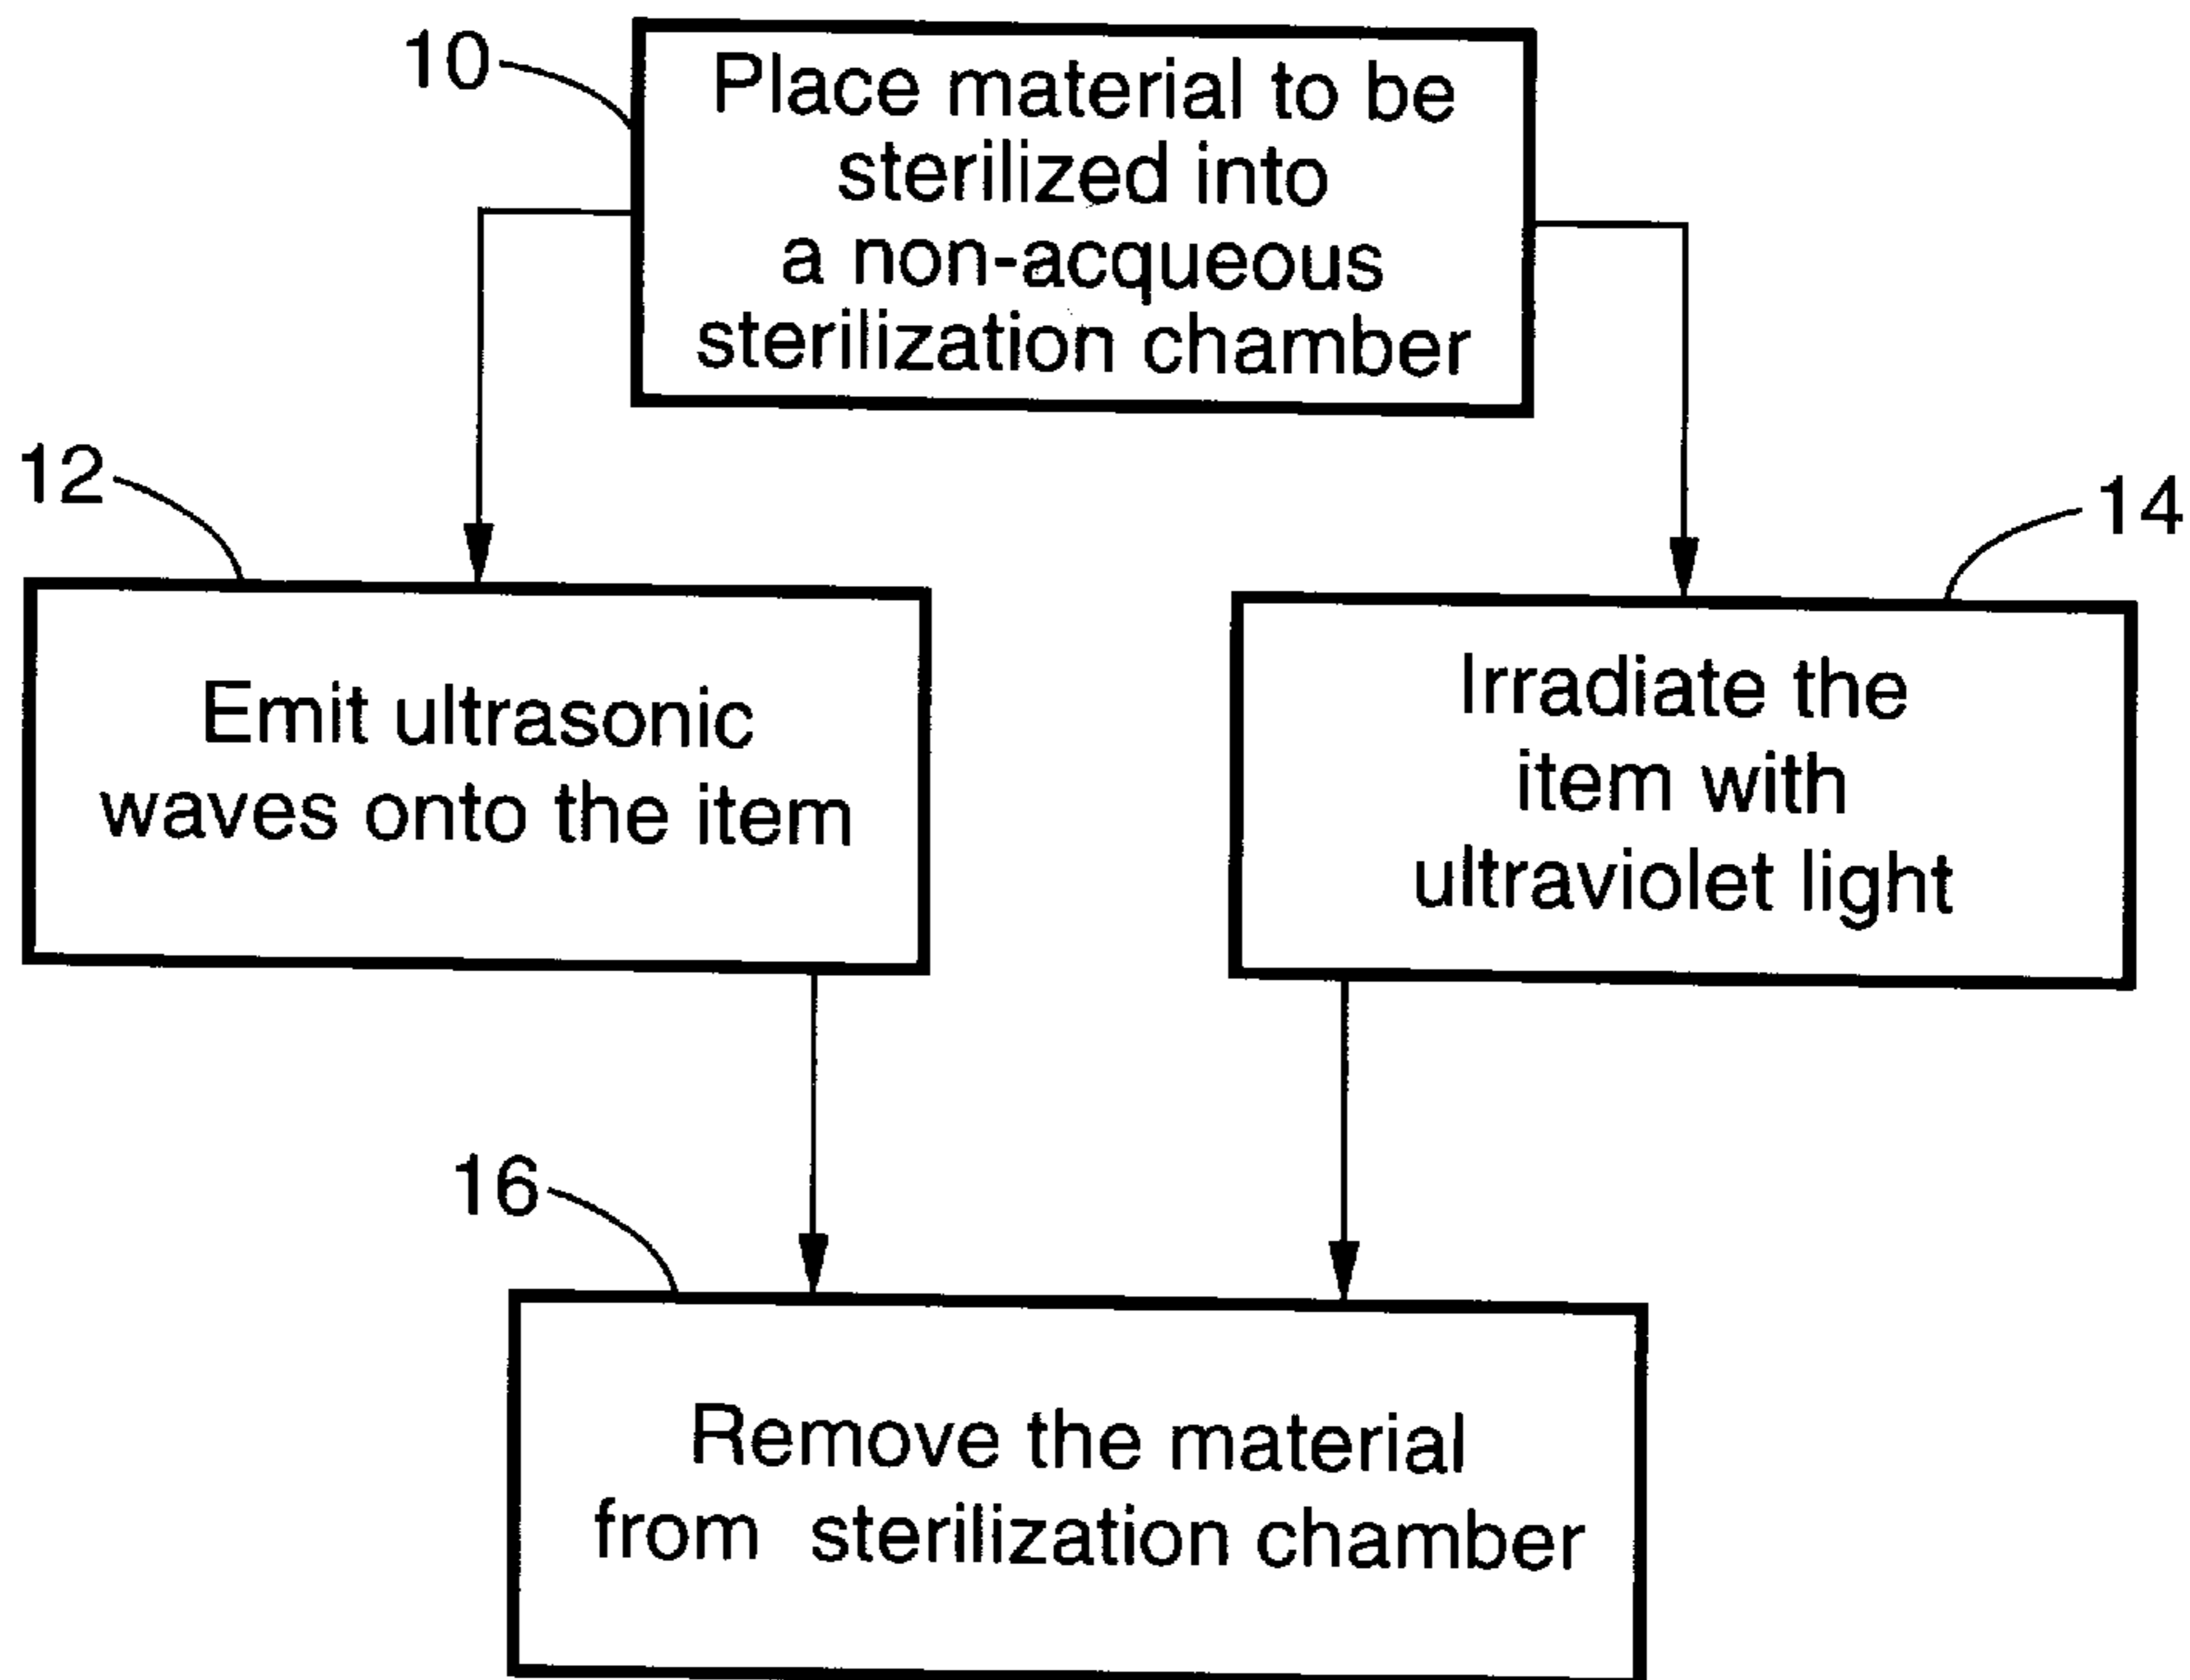 10
Place material to be
sterilized into
a non-acqueous
sterilization chamber
12
Emit ultrasonic
waves onto the item
14
Irradiate the
item with
ultraviolet light
16
Remove the material
from sterilization chamber